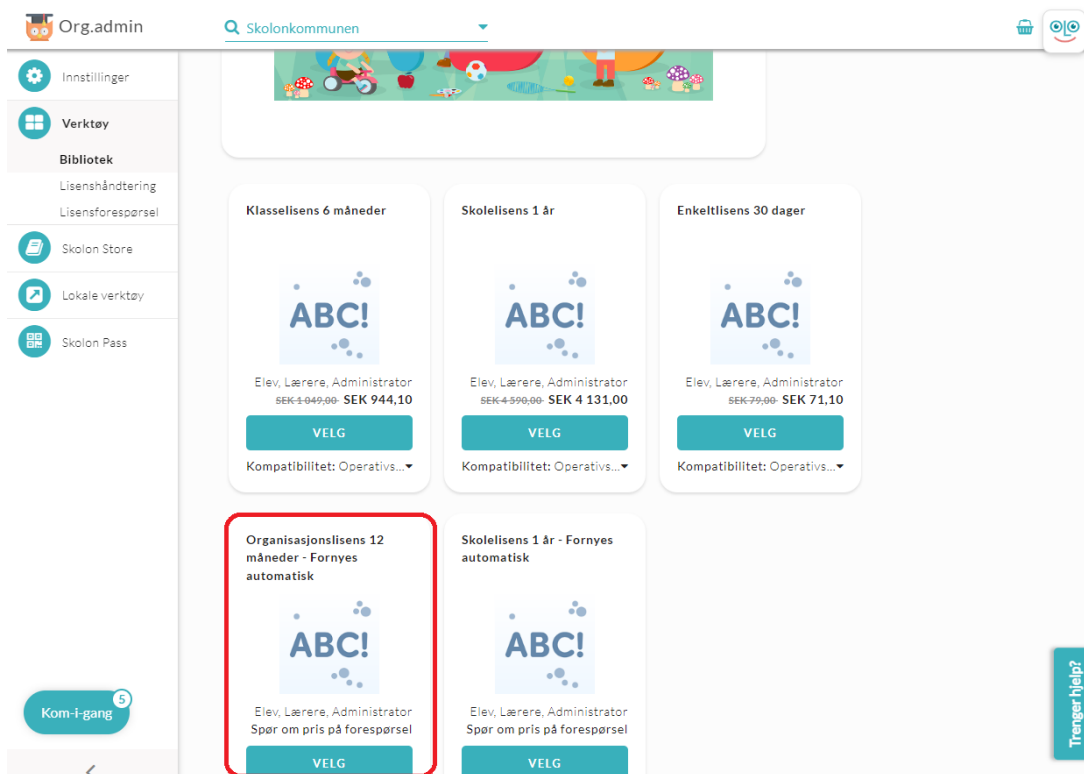 Org.admin
Skolonkommunen
Innstillinger
Verktøy
Bibliotek
Lisenshåndtering
Lisensforespørsel
Skolon Store
Lokale verktøy
Skolon Pass
Kom-i-gang
5
Klasselisens 6 måneder
ABC!
Elev, Lærere, Administrator
SEK 1 049,00 SEK 944,10
VELG
Kompatibilitet: Operativs...
Skolelisens 1 år
ABC!
Elev, Lærere, Administrator
SEK 4 590,00 SEK 4 131,00
VELG
Kompatibilitet: Operativs...
Enkeltlisens 30 dager
ABC!
Elev, Lærere, Administrator
SEK 79,00 SEK 71,10
VELG
Kompatibilitet: Operativs...
Organisasjonslisens 12
måneder - Fornyes
automatisk
ABC!
Elev, Lærere, Administrator
Spør om pris på forespørsel
VELG
Skolelisens 1 år - Fornyes
automatisk
ABC!
Elev, Lærere, Administrator
Spør om pris på forespørsel
VELG
Trenger hjelp?